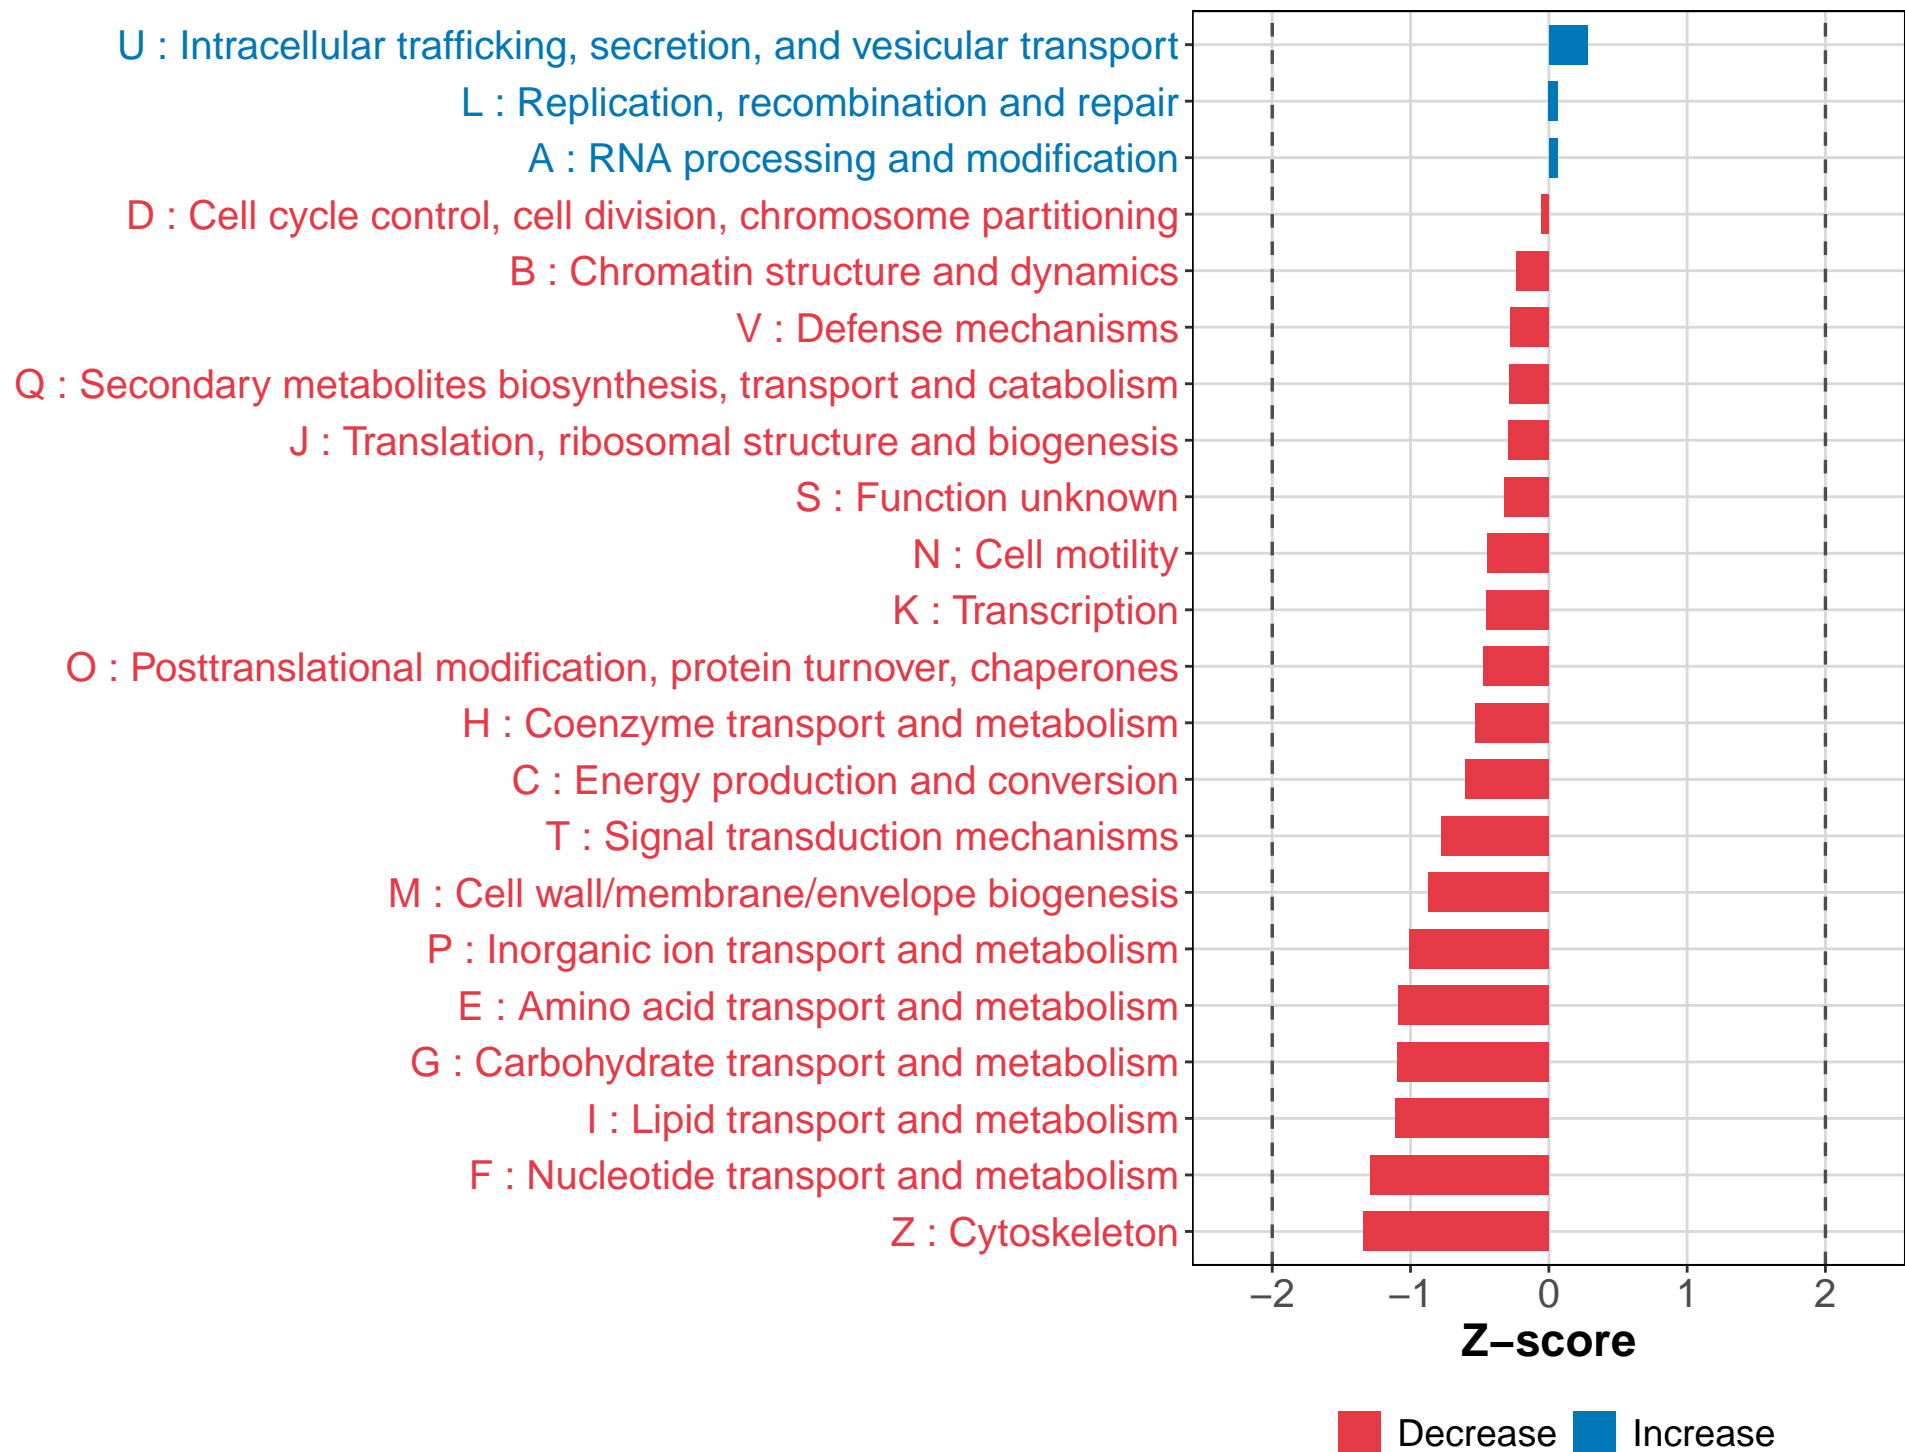 U : Intracellular trafficking, secretion, and vesicular transport
L : Replication, recombination and repair
A : RNA processing and modification
D : Cell cycle control, cell division, chromosome partitioning
B : Chromatin structure and dynamics
V : Defense mechanisms
Q : Secondary metabolites biosynthesis, transport and catabolism
J : Translation, ribosomal structure and biogenesis
S : Function unknown
N : Cell motility
K : Transcription
O : Posttranslational modification, protein turnover, chaperones
H : Coenzyme transport and metabolism
C : Energy production and conversion
T : Signal transduction mechanisms
M : Cell wall/membrane/envelope biogenesis
P : Inorganic ion transport and metabolism
E : Amino acid transport and metabolism
G : Carbohydrate transport and metabolism
I : Lipid transport and metabolism
F : Nucleotide transport and metabolism
Z : Cytoskeleton
−2 −1 0 1 2
Z−score
Decrease Increase